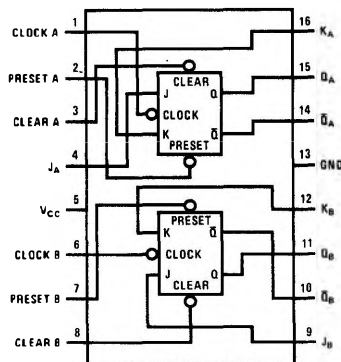 CLOCK A 1
PRESET A 2
CLEAR A 3
J_A 4
V_CC 5
CLOCK B 6
PRESET B 7
CLEAR B 8
16 K_A
15 Q_A
14 Q̅_A
13 GND
12 K_B
11 Q_B
10 Q̅_B
9 J_B
CLEAR
J Q
CLOCK
K Q̅
PRESET
PRESET
K Q̅
CLOCK
J Q
CLEAR